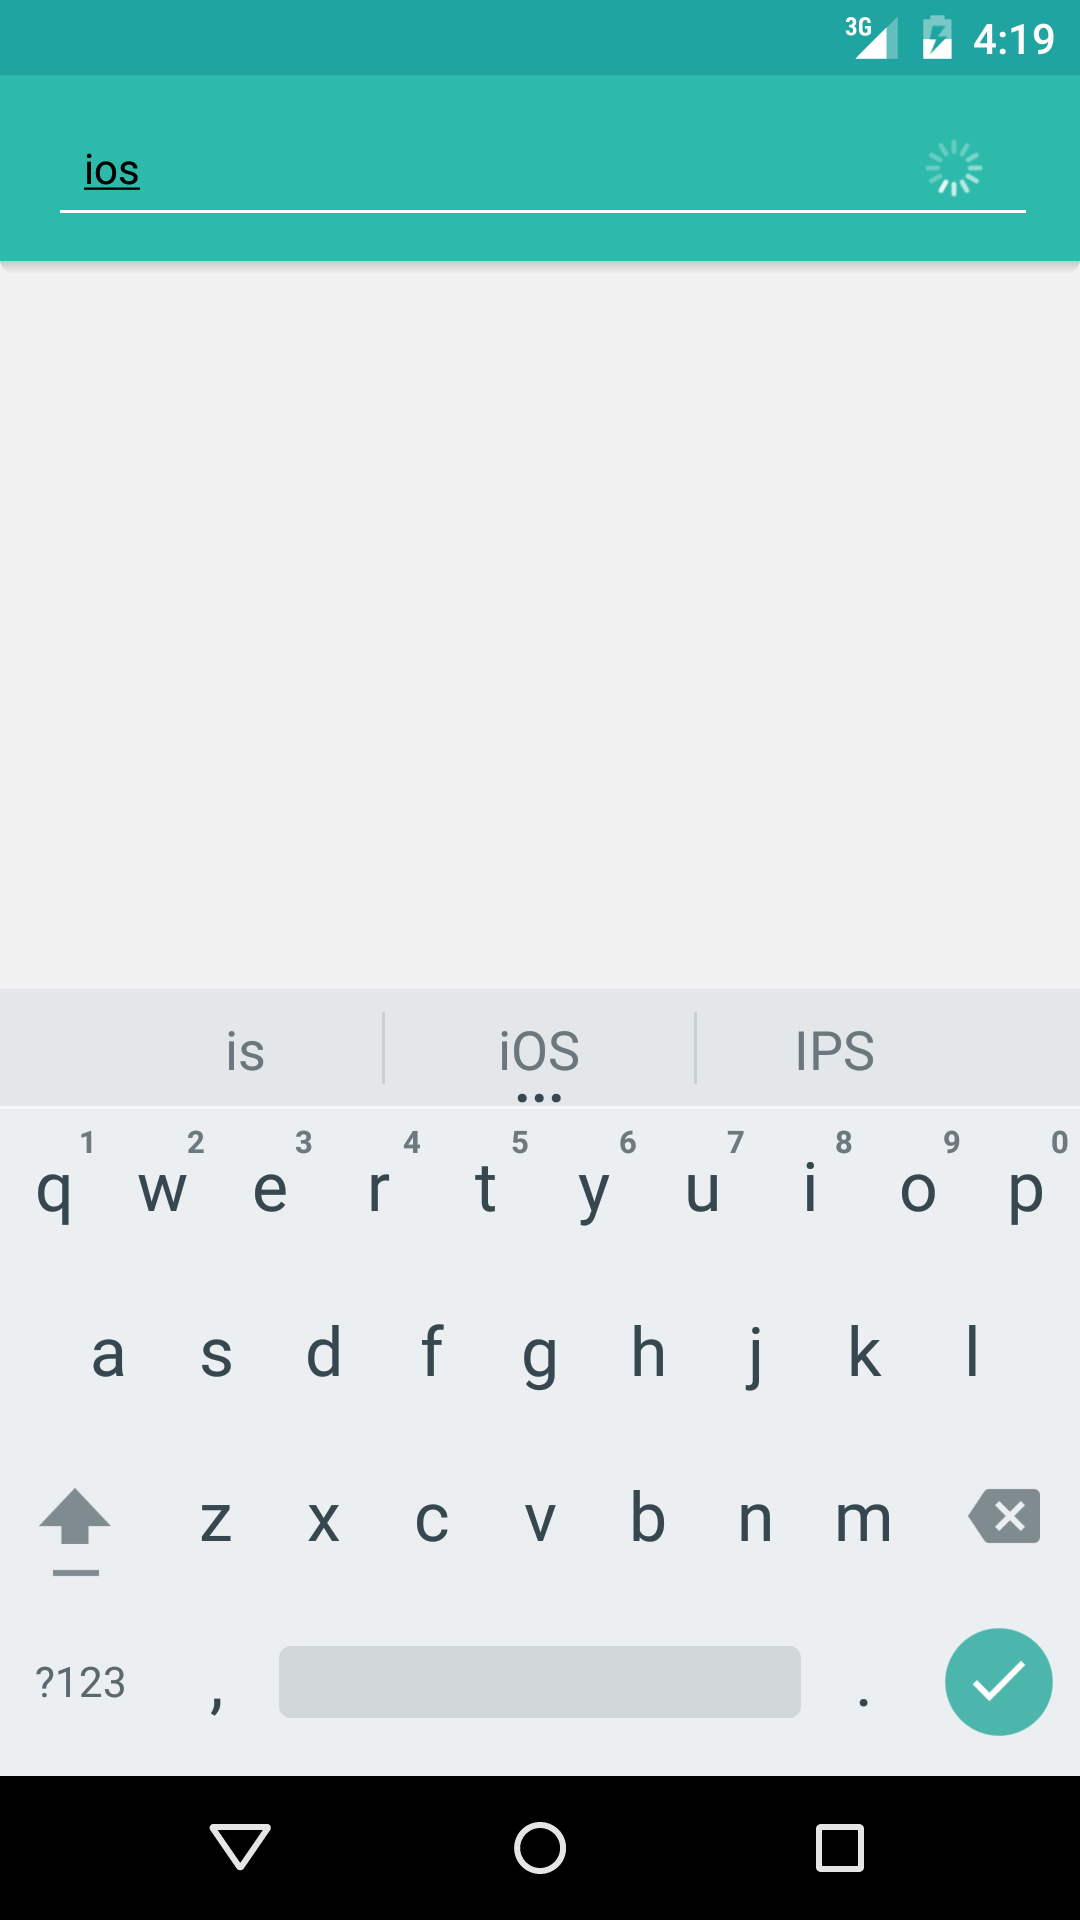 3G 4:19
ios
is iOS IPS
1 2 3 4 5 6 7 8 9 0
q w e r t y u i o p
a s d f g h j k l
z x c v b n m
?123 , .